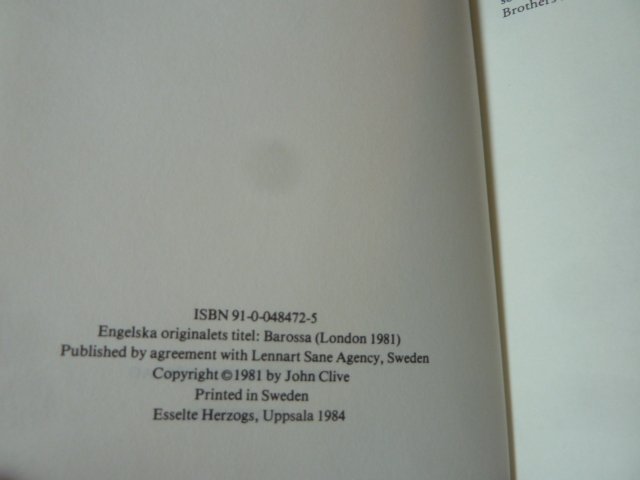 ISBN 91-0-048472-5
Engelska originalets titel: Barossa (London 1981)
Published by agreement with Lennart Sane Agency, Sweden
Copyright © 1981 by John Clive
Printed in Sweden
Esselte Herzogs, Uppsala 1984
Brothers